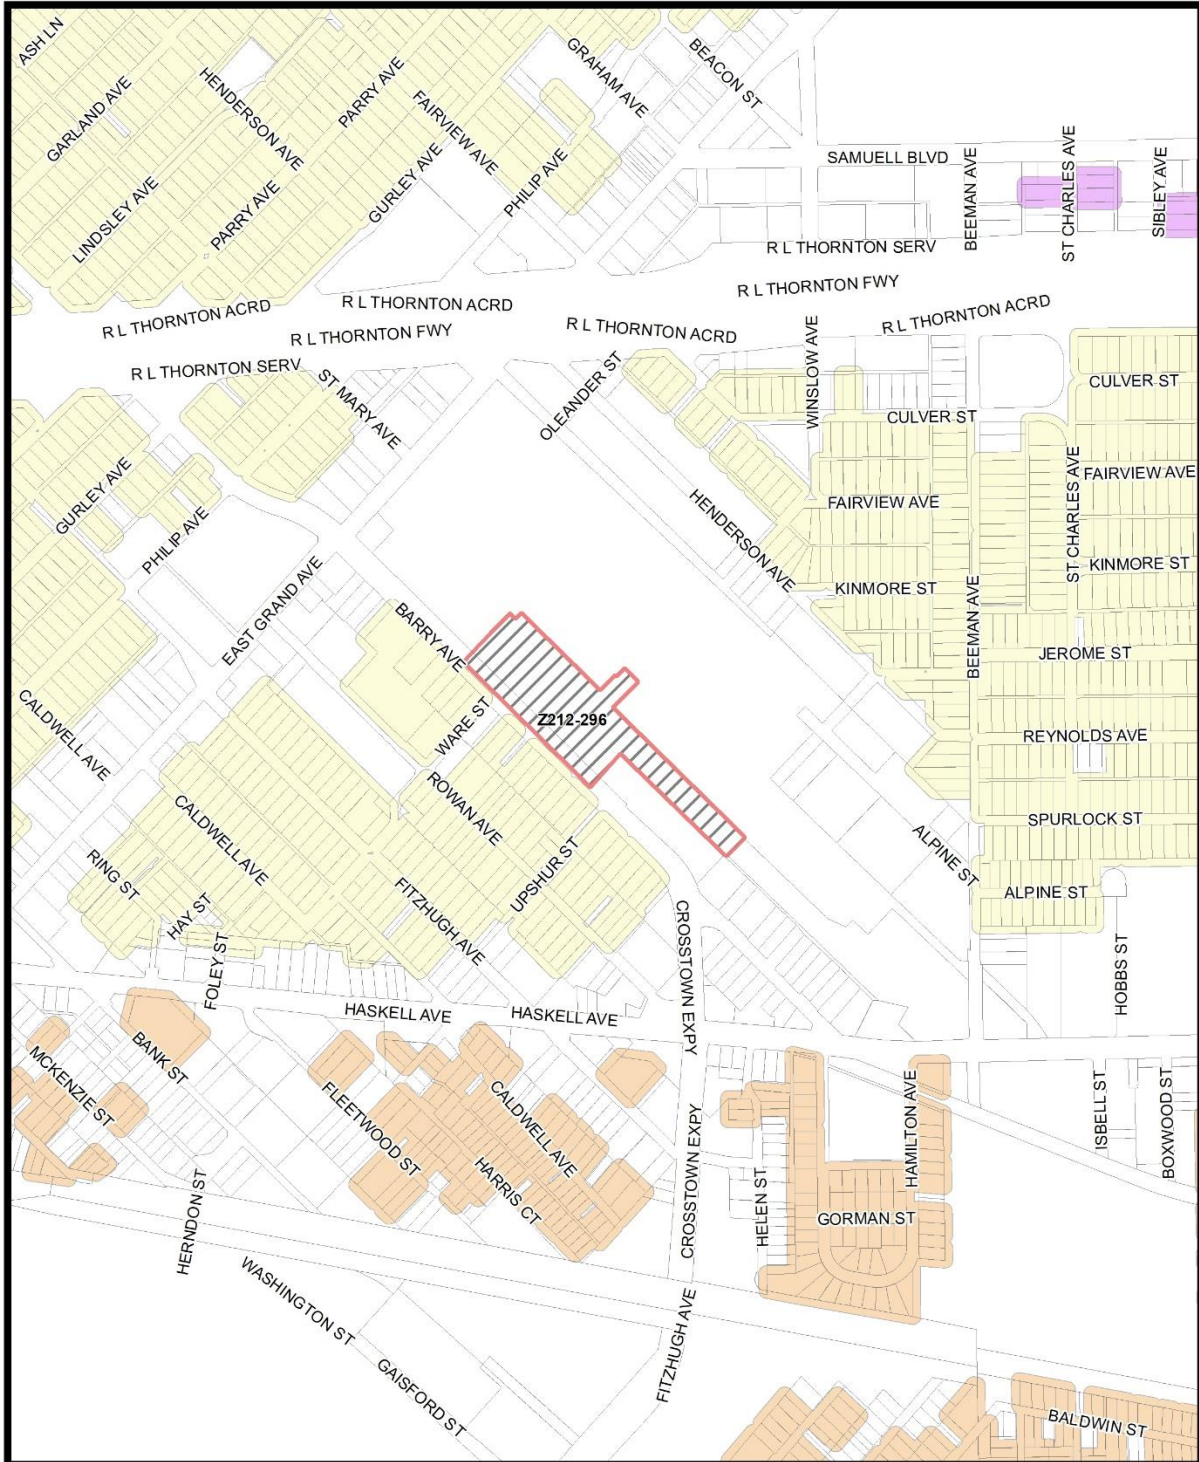 ASH LN
GARLAND AVE
HENDERSON AVE
PARRY AVE
FAIRVIEW AVE
GRAHAM AVE
BEACON ST
LINDSLEY AVE
PARRY AVE
GURLEY AVE
PHILIP AVE
SAMUELL BLVD
BEEMAN AVE
ST CHARLES AVE
SIBLEY AVE
R L THORNTON SERV
R L THORNTON FWY
R L THORNTON ACRD
R L THORNTON ACRD
R L THORNTON FWY
R L THORNTON ACRD
R L THORNTON ACRD
R L THORNTON SERV
ST MARY AVE
OLEANDER ST
WINSLOW AVE
CULVER ST
CULVER ST
GURLEY AVE
PHILIP AVE
HENDERSON AVE
FAIRVIEW AVE
ST CHARLES AVE
FAIRVIEW AVE
KINMORE ST
KINMORE ST
EAST GRAND AVE
BARRY AVE
BEEMAN AVE
JEROME ST
CALDWELL AVE
WARE ST
Z212-296
REYNOLDS AVE
ROWAN AVE
CALDWELL AVE
SPURLOCK ST
RING ST
UPSHUR ST
ALPINE ST
ALPINE ST
HAY ST
FITZHUGH AVE
FOLEY ST
CROSSTOWN EXPY
HOBBS ST
HASKELL AVE
HASKELL AVE
MCKENZIE ST
BANK ST
FLEETWOOD ST
CALDWELL AVE
HARRIS CT
CROSSTOWN EXPY
HELEN ST
HAMILTON AVE
ISBELL ST
BOXWOOD ST
GORMAN ST
HERNDON ST
WASHINGTON ST
FITZHUGH AVE
GAISFORD ST
BALDWIN ST